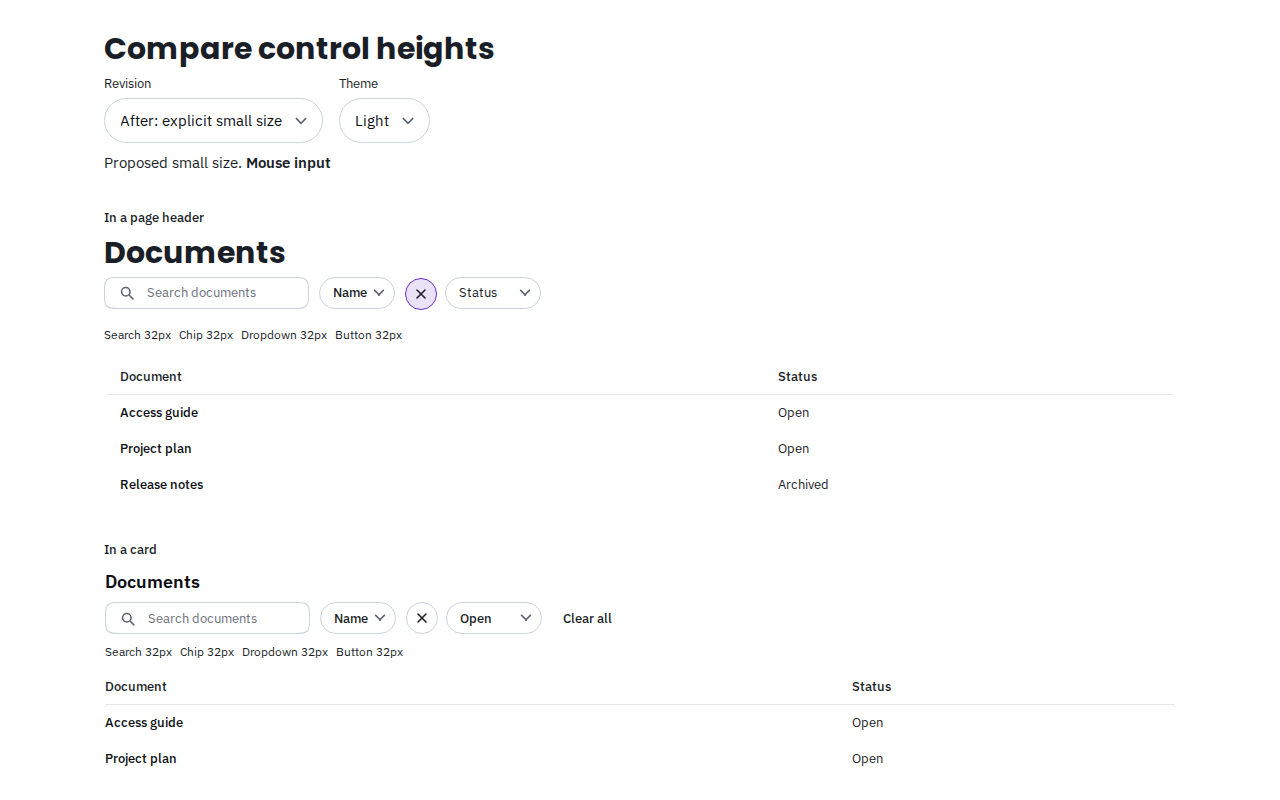 Compare control heights
Revision Theme
After: explicit small size Light
Proposed small size. Mouse input
In a page header
Documents
Search documents Name Status
Search 32px Chip 32px Dropdown 32px Button 32px
Document Status
Access guide Open
Project plan Open
Release notes Archived
In a card
Documents
Search documents Name Open Clear all
Search 32px Chip 32px Dropdown 32px Button 32px
Document Status
Access guide Open
Project plan Open